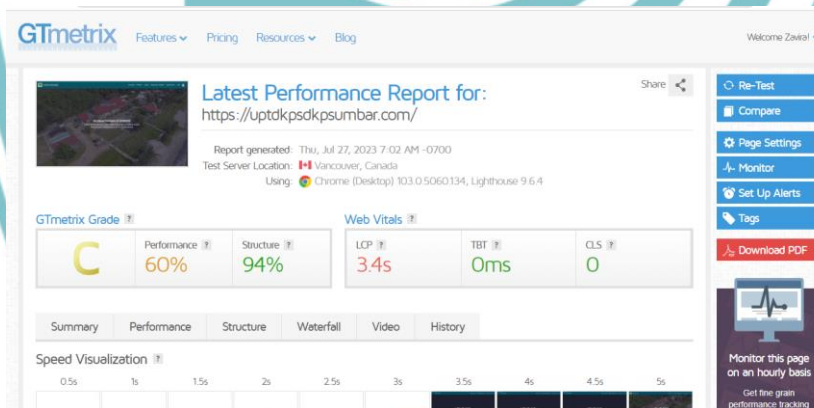 GTmetrix
Features Pricing Resources Blog
Welcome Zavira!
Latest Performance Report for:
https://uptdkpsdkpsumbar.com/
Share
Report generated: Thu, Jul 27, 2023 7:02 AM -0700
Test Server Location: Vancouver, Canada
Using: Chrome (Desktop) 103.0.5060.134, Lighthouse 9.6.4
GTmetrix Grade ?
C
Performance ?
60%
Structure ?
94%
Web Vitals ?
LCP ?
3.4s
TBT ?
0ms
CLS ?
0
Summary Performance Structure Waterfall Video History
Speed Visualization ?
0.5s 1s 1.5s 2s 2.5s 3s 3.5s 4s 4.5s 5s
Re-Test
Compare
Page Settings
Monitor
Set Up Alerts
Tags
Download PDF
Monitor this page
on an hourly basis
Get fine grain
performance tracking